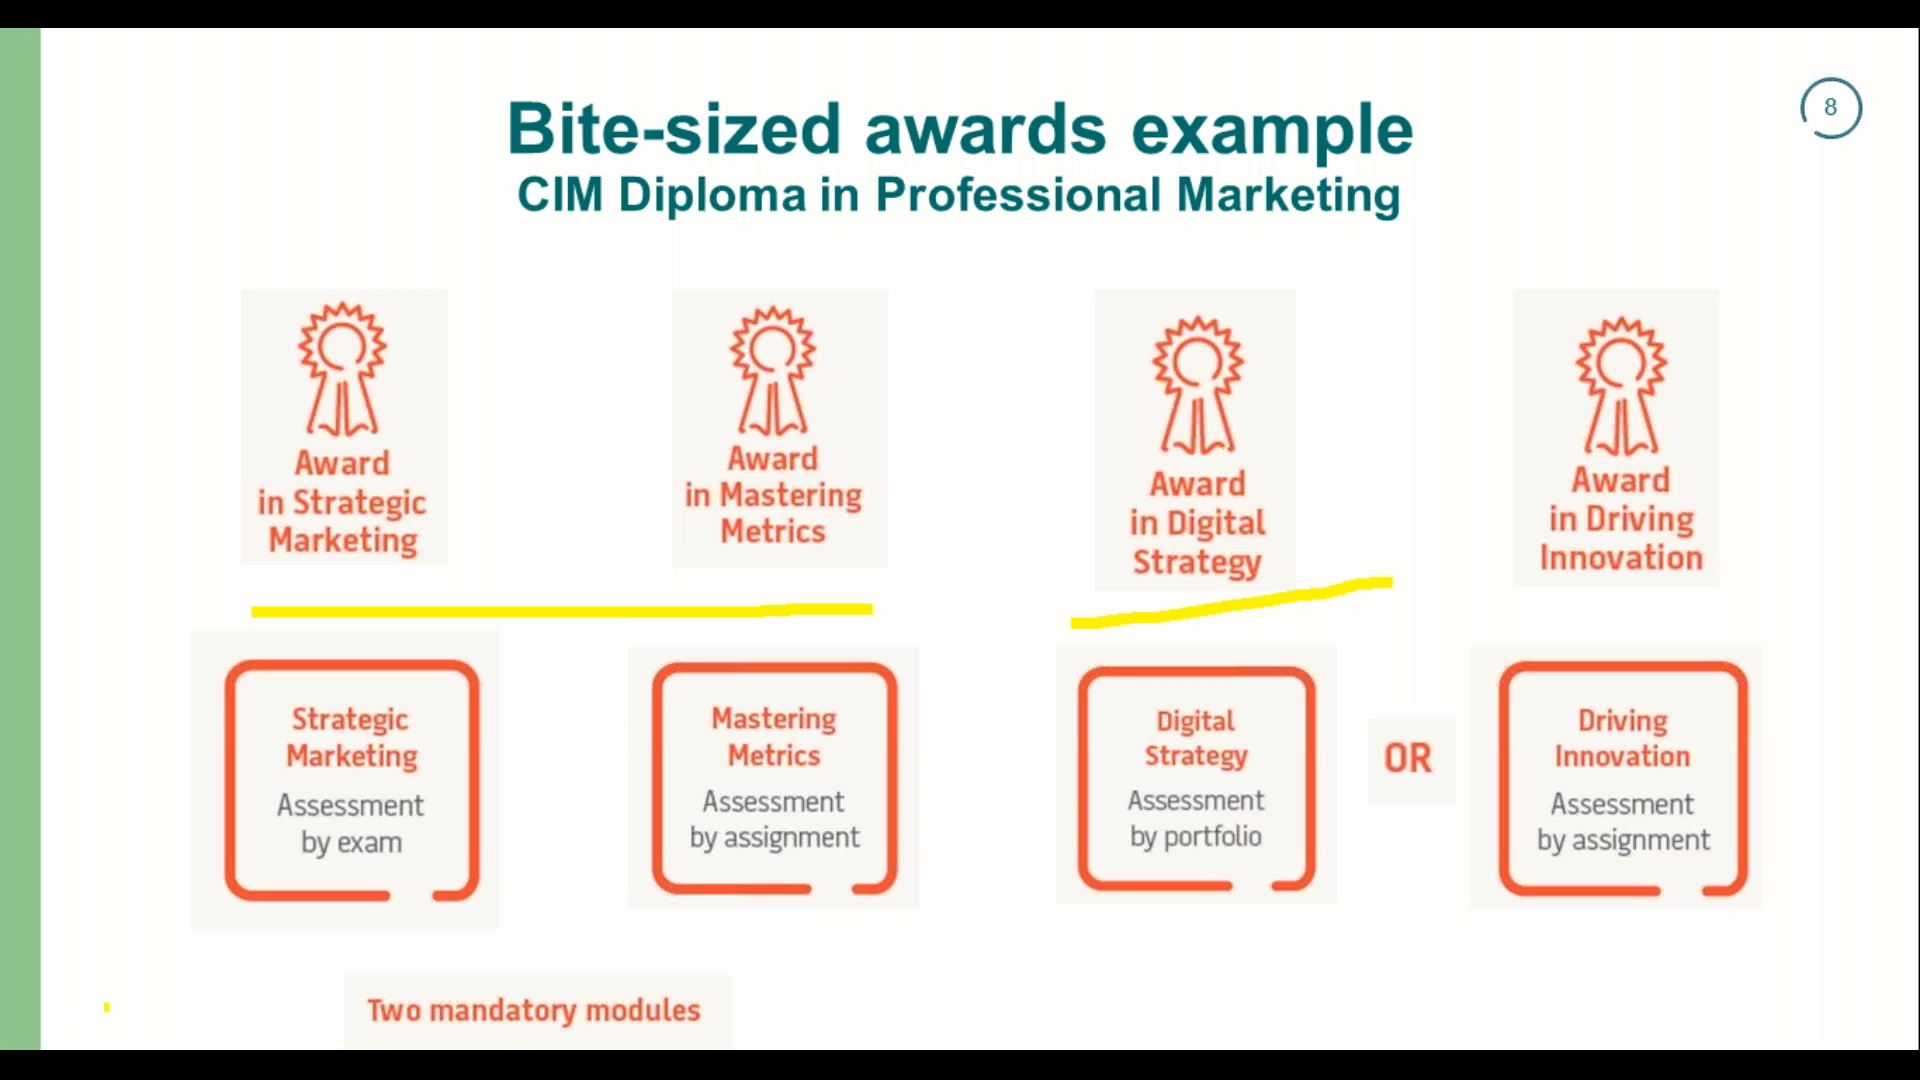 8
Bite-sized awards example
CIM Diploma in Professional Marketing
Award
in Strategic
Marketing
Award
in Mastering
Metrics
Award
in Digital
Strategy
Award
in Driving
Innovation
Strategic
Marketing
Assessment
by exam
Mastering
Metrics
Assessment
by assignment
Digital
Strategy
Assessment
by portfolio
OR
Driving
Innovation
Assessment
by assignment
Two mandatory modules